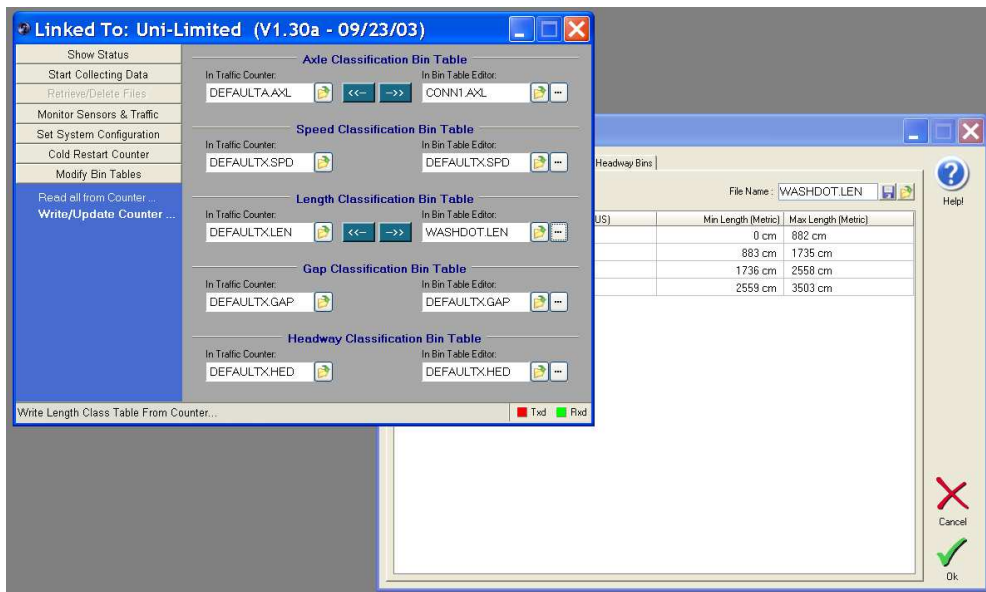 Linked To: Uni-Limited (V1.30a - 09/23/03)
Show Status
Start Collecting Data
Retrieve/Delete Files
Monitor Sensors & Traffic
Set System Configuration
Cold Restart Counter
Modify Bin Tables
Read all from Counter ...
Write/Update Counter ...
Axle Classification Bin Table
In Traffic Counter: In Bin Table Editor:
DEFAULTA.AXL <<-- -->> CONN1.AXL ...
Speed Classification Bin Table
In Traffic Counter: In Bin Table Editor:
DEFAULTX.SPD DEFAULTX.SPD ...
Length Classification Bin Table
In Traffic Counter: In Bin Table Editor:
DEFAULTX.LEN <<-- -->> WASHDOT.LEN ...
Gap Classification Bin Table
In Traffic Counter: In Bin Table Editor:
DEFAULTX.GAP DEFAULTX.GAP ...
Headway Classification Bin Table
In Traffic Counter: In Bin Table Editor:
DEFAULTX.HED DEFAULTX.HED ...
Write Length Class Table From Counter... Txd Rxd
Headway Bins
File Name : WASHDOT.LEN
US) Min Length (Metric) Max Length (Metric)
0 cm 882 cm
883 cm 1735 cm
1736 cm 2558 cm
2559 cm 3503 cm
Help!
Cancel
Ok